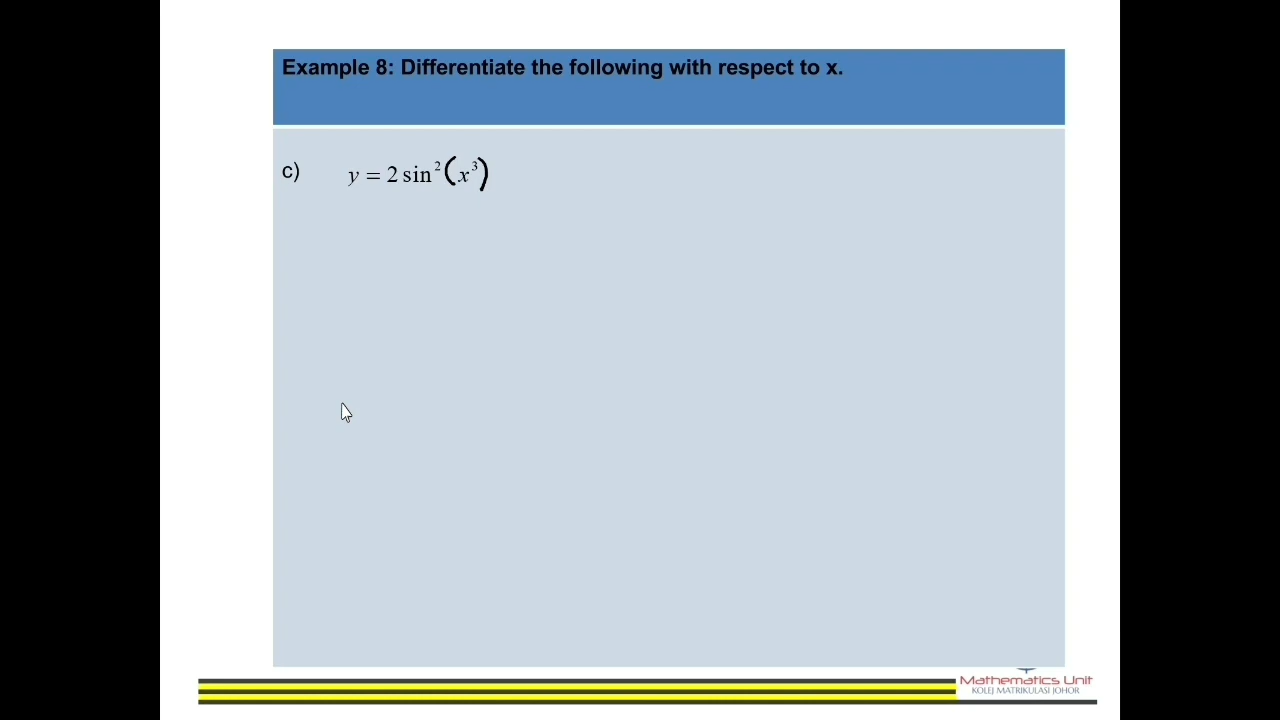 Example 8: Differentiate the following with respect to x.
c) y = 2 sin² (x³)
Mathematics Unit
KOLEJ MATRIKULASI JOHOR